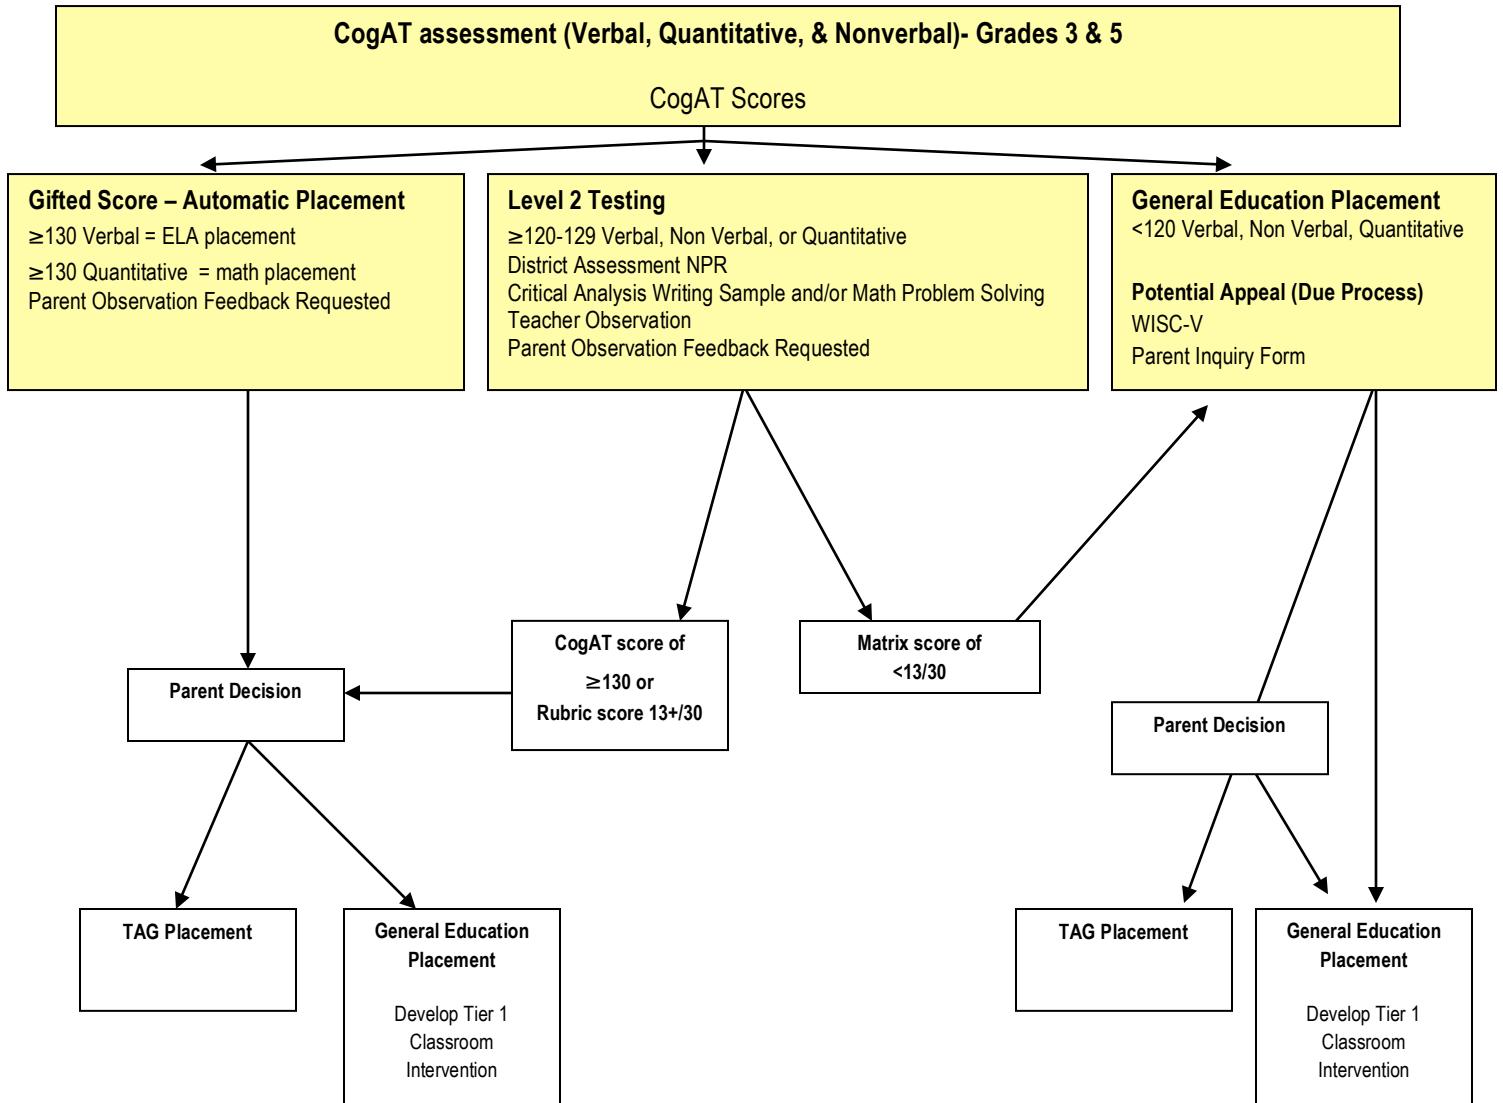 CogAT assessment (Verbal, Quantitative, & Nonverbal)- Grades 3 & 5
CogAT Scores
Gifted Score – Automatic Placement
≥130 Verbal = ELA placement
≥130 Quantitative = math placement
Parent Observation Feedback Requested
Level 2 Testing
≥120-129 Verbal, Non Verbal, or Quantitative
District Assessment NPR
Critical Analysis Writing Sample and/or Math Problem Solving
Teacher Observation
Parent Observation Feedback Requested
General Education Placement
<120 Verbal, Non Verbal, Quantitative
Potential Appeal (Due Process)
WISC-V
Parent Inquiry Form
CogAT score of
≥130 or
Rubric score 13+/30
Matrix score of
<13/30
Parent Decision
Parent Decision
TAG Placement
General Education
Placement
Develop Tier 1
Classroom
Intervention
TAG Placement
General Education
Placement
Develop Tier 1
Classroom
Intervention